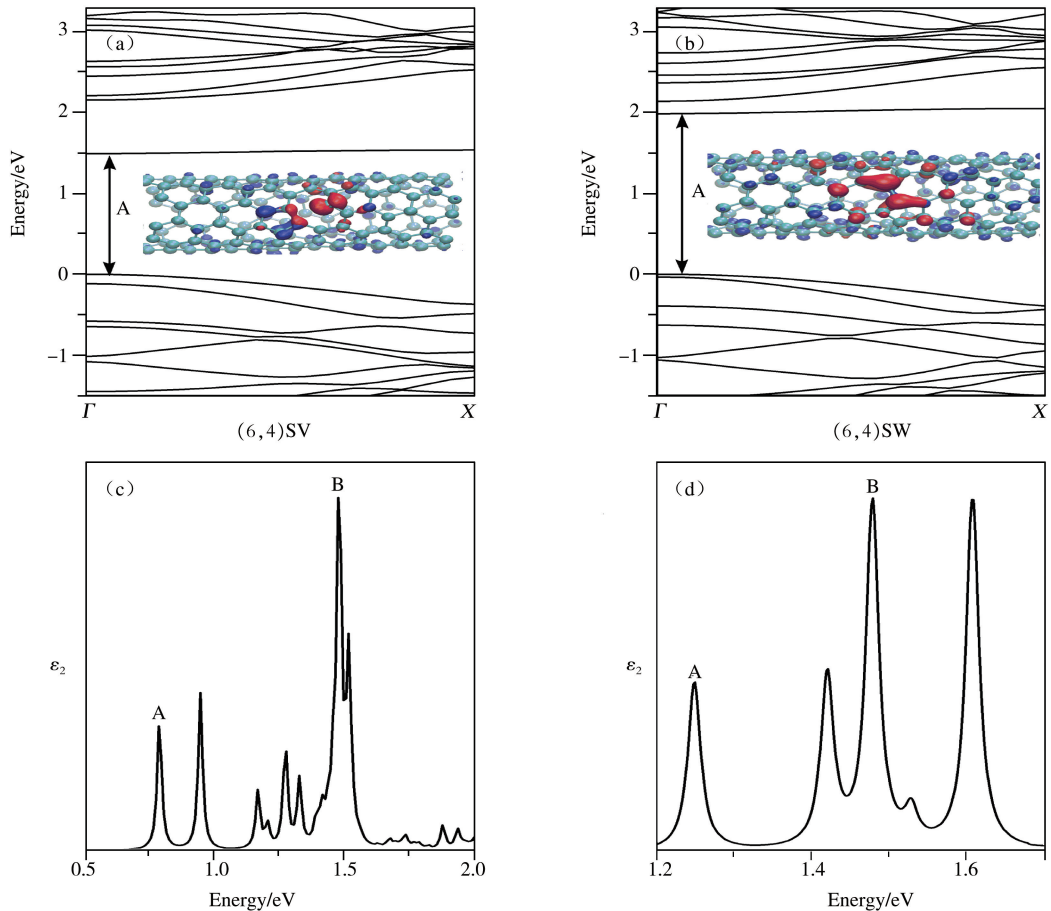 (a)
3
2
1
0
−1
Energy/eV
A
Γ
X
(6,4)SV
(b)
3
2
1
0
−1
Energy/eV
A
Γ
X
(6,4)SW
(c)
A
B
ε2
0.5
1.0
1.5
2.0
Energy/eV
(d)
A
B
ε2
1.2
1.4
1.6
Energy/eV